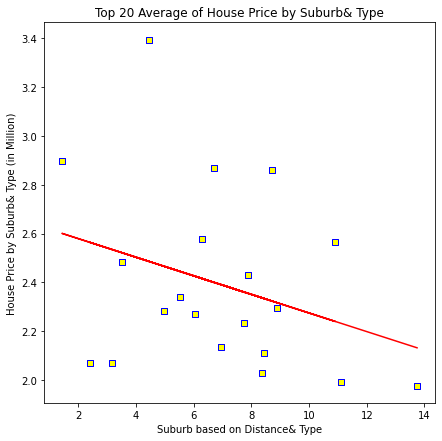 Top 20 Average of House Price by Suburb& Type
House Price by Suburb& Type (in Million)
3.4
3.2
3.0
2.8
2.6
2.4
2.2
2.0
2 4 6 8 10 12 14
Suburb based on Distance& Type